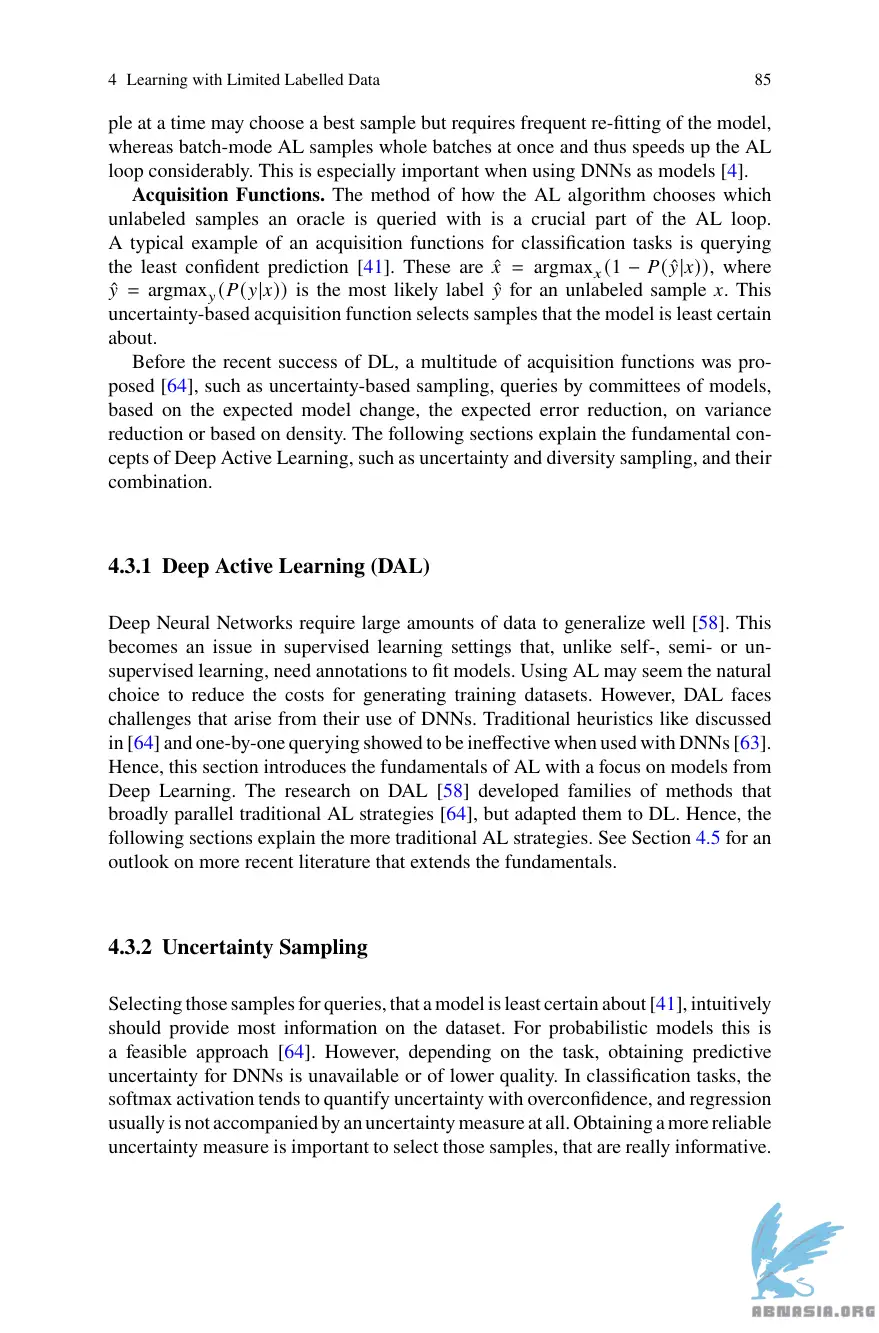 4 Learning with Limited Labelled Data 85
ple at a time may choose a best sample but requires frequent re-fitting of the model,
whereas batch-mode AL samples whole batches at once and thus speeds up the AL
loop considerably. This is especially important when using DNNs as models [4].
Acquisition Functions. The method of how the AL algorithm chooses which
unlabeled samples an oracle is queried with is a crucial part of the AL loop.
A typical example of an acquisition functions for classification tasks is querying
the least confident prediction [41]. These are x̂ = argmaxₓ(1 − P(ŷ|x)), where
ŷ = argmax_y(P(y|x)) is the most likely label ŷ for an unlabeled sample x. This
uncertainty-based acquisition function selects samples that the model is least certain
about.
Before the recent success of DL, a multitude of acquisition functions was pro-
posed [64], such as uncertainty-based sampling, queries by committees of models,
based on the expected model change, the expected error reduction, on variance
reduction or based on density. The following sections explain the fundamental con-
cepts of Deep Active Learning, such as uncertainty and diversity sampling, and their
combination.
4.3.1 Deep Active Learning (DAL)
Deep Neural Networks require large amounts of data to generalize well [58]. This
becomes an issue in supervised learning settings that, unlike self-, semi- or un-
supervised learning, need annotations to fit models. Using AL may seem the natural
choice to reduce the costs for generating training datasets. However, DAL faces
challenges that arise from their use of DNNs. Traditional heuristics like discussed
in [64] and one-by-one querying showed to be ineffective when used with DNNs [63].
Hence, this section introduces the fundamentals of AL with a focus on models from
Deep Learning. The research on DAL [58] developed families of methods that
broadly parallel traditional AL strategies [64], but adapted them to DL. Hence, the
following sections explain the more traditional AL strategies. See Section 4.5 for an
outlook on more recent literature that extends the fundamentals.
4.3.2 Uncertainty Sampling
Selecting those samples for queries, that a model is least certain about [41], intuitively
should provide most information on the dataset. For probabilistic models this is
a feasible approach [64]. However, depending on the task, obtaining predictive
uncertainty for DNNs is unavailable or of lower quality. In classification tasks, the
softmax activation tends to quantify uncertainty with overconfidence, and regression
usually is not accompanied by an uncertainty measure at all. Obtaining a more reliable
uncertainty measure is important to select those samples, that are really informative.
ABNASIA.ORG